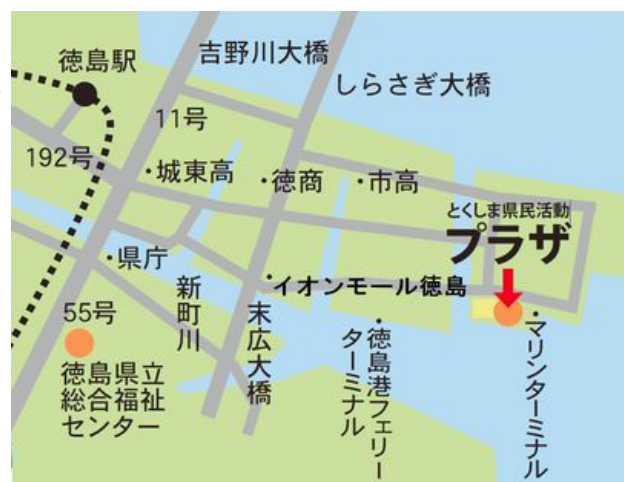 徳島駅
吉野川大橋
しらさぎ大橋
11号
192号
・城東高
・徳商
・市高
とくしま県民活動
プラザ
・県庁
新町川
・イオンモール徳島
55号
末広大橋
・徳島港フェリー
ターミナル
・マリンターミナル
徳島県立
総合福祉
センター